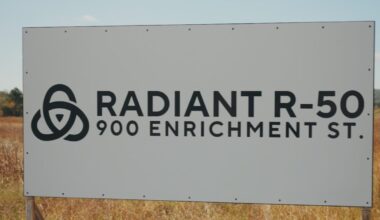 RADIANT R-50
900 ENRICHMENT ST.